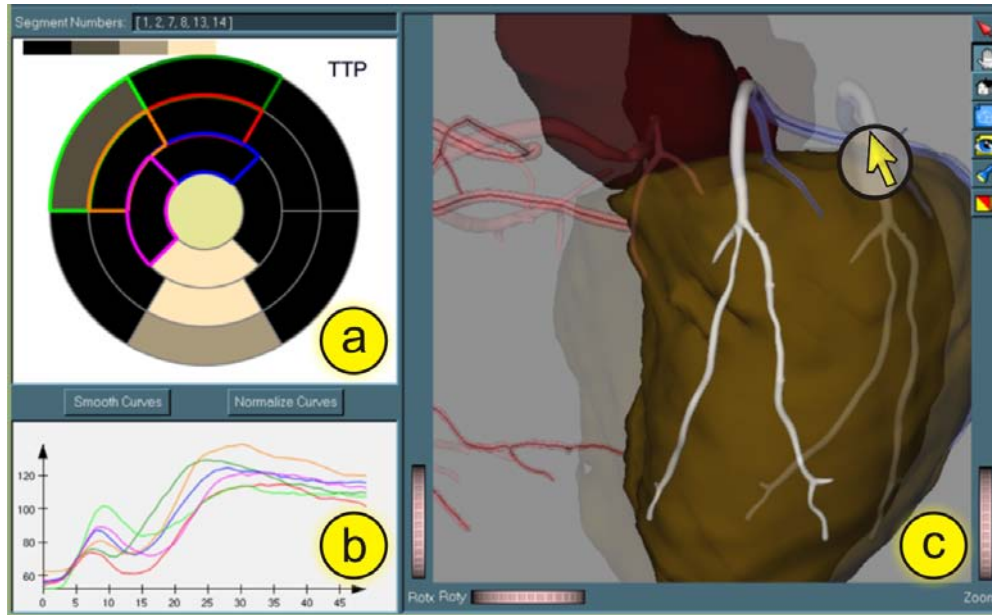 Segment Numbers: [ 1, 2, 7, 8, 13, 14 ]
TTP
a
Smooth Curves Normalize Curves
120
100
80
60
0 5 10 15 20 25 30 35 40 45
b
c
Rotx Roty Zoom